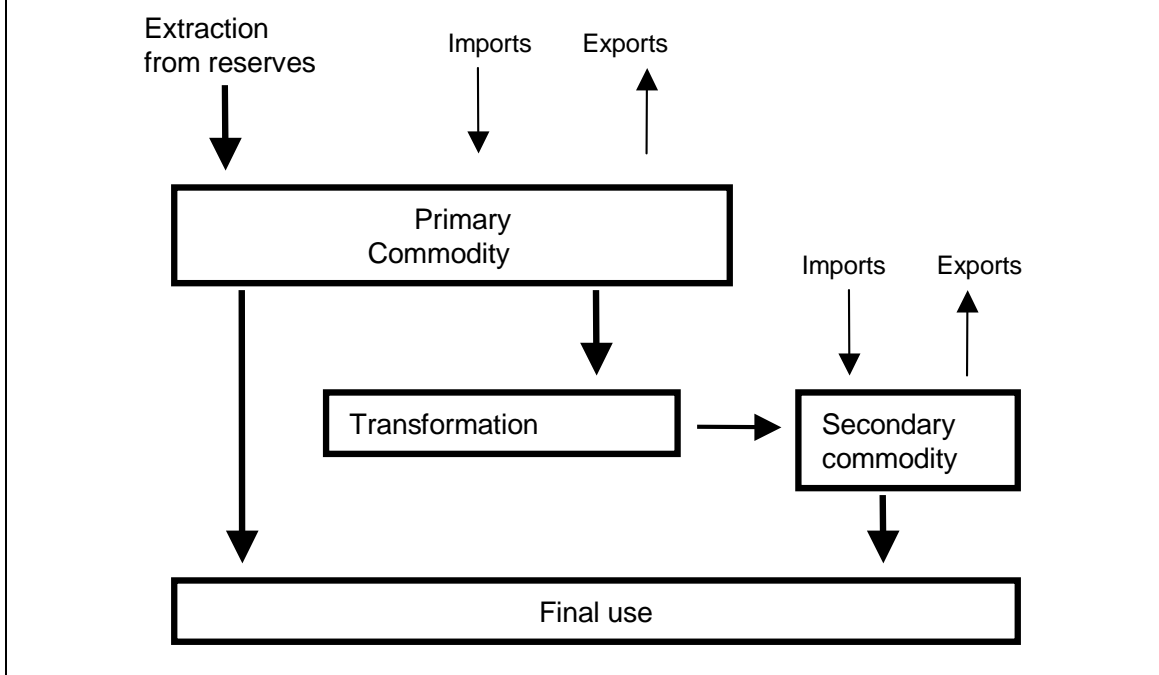 Extraction
from reserves
Imports
Exports
Primary
Commodity
Imports
Exports
Transformation
Secondary
commodity
Final use